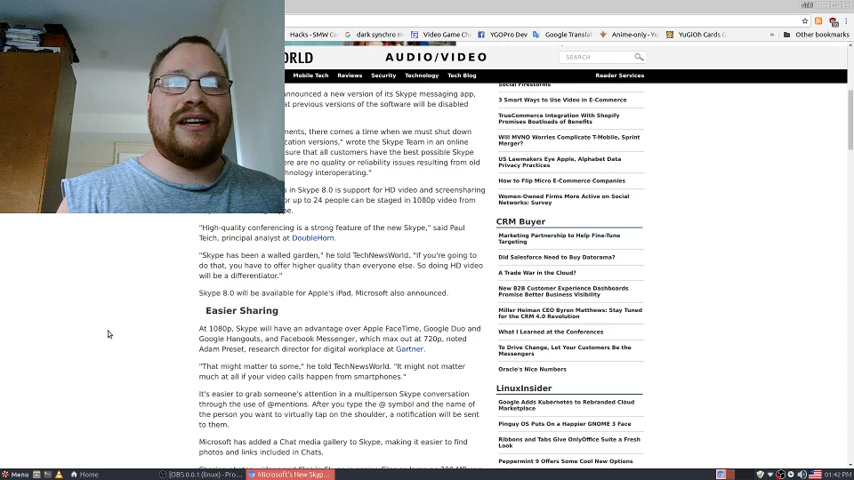 Hacks - SMW Ce
dark synchro m
Video Game Ch
YGOPro Dev
Google Translat
Anime-only - Yu
YuGiOh Cards G
»
Other bookmarks
WORLD
AUDIO/VIDEO
SEARCH
Mobile Tech
Reviews
Security
Technology
Tech Blog
Reader Services
announced a new version of its Skype messaging app,
at previous versions of the software will be disabled
ments, there comes a time when we must shut down
cation versions," wrote the Skype Team in an online
sure that all customers have the best possible Skype
ere are no quality or reliability issues resulting from old
hnology interoperating."
s in Skype 8.0 is support for HD video and screensharing
or up to 24 people can be staged in 1080p video from
"High-quality conferencing is a strong feature of the new Skype," said Paul
Teich, principal analyst at DoubleHorn.
"Skype has been a walled garden," he told TechNewsWorld. "If you're going to
do that, you have to offer higher quality than everyone else. So doing HD video
will be a differentiator."
Skype 8.0 will be available for Apple's iPad, Microsoft also announced.
Easier Sharing
At 1080p, Skype will have an advantage over Apple FaceTime, Google Duo and
Google Hangouts, and Facebook Messenger, which max out at 720p, noted
Adam Preset, research director for digital workplace at Gartner.
"That might matter to some," he told TechNewsWorld. "It might not matter
much at all if your video calls happen from smartphones."
It's easier to grab someone's attention in a multiperson Skype conversation
through the use of @mentions. After you type the @ symbol and the name of
the person you want to virtually tap on the shoulder, a notification will be sent
to them.
Microsoft has added a Chat media gallery to Skype, making it easier to find
photos and links included in Chats.
Social Firestorms
3 Smart Ways to Use Video in E-Commerce
TrueCommerce Integration With Shopify
Promises Boatloads of Benefits
Will MVNO Worries Complicate T-Mobile, Sprint
Merger?
US Lawmakers Eye Apple, Alphabet Data
Privacy Practices
How to Flip Micro E-Commerce Companies
Women-Owned Firms More Active on Social
Networks: Survey
CRM Buyer
Marketing Partnership to Help Fine-Tune
Targeting
Did Salesforce Need to Buy Datorama?
A Trade War in the Cloud?
New B2B Customer Experience Dashboards
Promise Better Business Visibility
Miller Heiman CEO Byron Matthews: Stay Tuned
for the CRM 4.0 Revolution
What I Learned at the Conferences
To Drive Change, Let Your Customers Be the
Messengers
Oracle's Nice Numbers
LinuxInsider
Google Adds Kubernetes to Rebranded Cloud
Marketplace
Pinguy OS Puts On a Happier GNOME 3 Face
Ribbons and Tabs Give OnlyOffice Suite a Fresh
Look
Peppermint 9 Offers Some Cool New Options
Menu
Home
[OBS 0.0.1 (linux) - Pro...
Microsoft's New Skyp...
01:42 PM